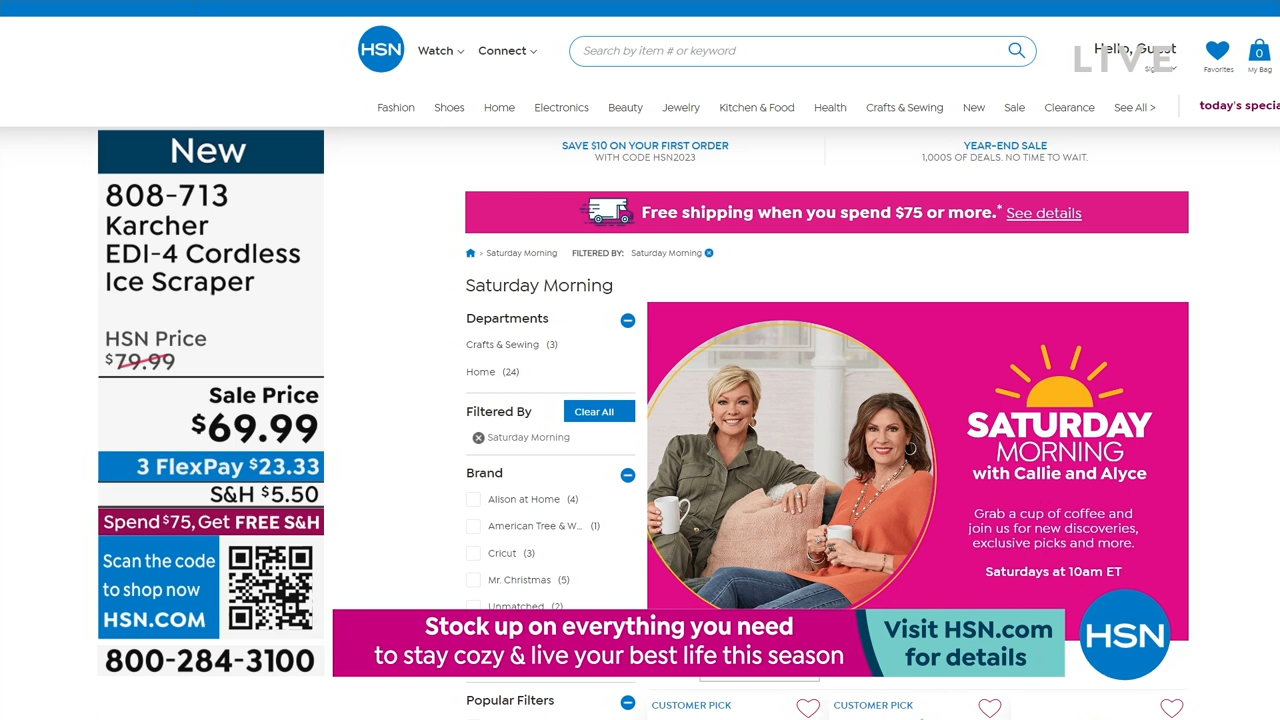 HSN
Watch
Connect
Search by item # or keyword
Hello, Guest
LIVE
Favorites
0
My Bag
Fashion
Shoes
Home
Electronics
Beauty
Jewelry
Kitchen & Food
Health
Crafts & Sewing
New
Sale
Clearance
See All >
today's specia
New
808-713
Karcher
EDI-4 Cordless
Ice Scraper
HSN Price
$79.99
Sale Price
$69.99
3 FlexPay $23.33
S&H $5.50
Spend $75, Get FREE S&H
Scan the code
to shop now
HSN.COM
800-284-3100
SAVE $10 ON YOUR FIRST ORDER
WITH CODE HSN2023
YEAR-END SALE
1,000S OF DEALS. NO TIME TO WAIT.
Free shipping when you spend $75 or more.* See details
> Saturday Morning
FILTERED BY: Saturday Morning
Saturday Morning
Departments
Crafts & Sewing (3)
Home (24)
Filtered By
Clear All
Saturday Morning
Brand
Alison at Home (4)
American Tree & W... (1)
Cricut (3)
Mr. Christmas (5)
Unmatched (2)
SATURDAY
MORNING
with Callie and Alyce
Grab a cup of coffee and
join us for new discoveries,
exclusive picks and more.
Saturdays at 10am ET
Stock up on everything you need
to stay cozy & live your best life this season
Visit HSN.com
for details
HSN
Popular Filters
CUSTOMER PICK
CUSTOMER PICK